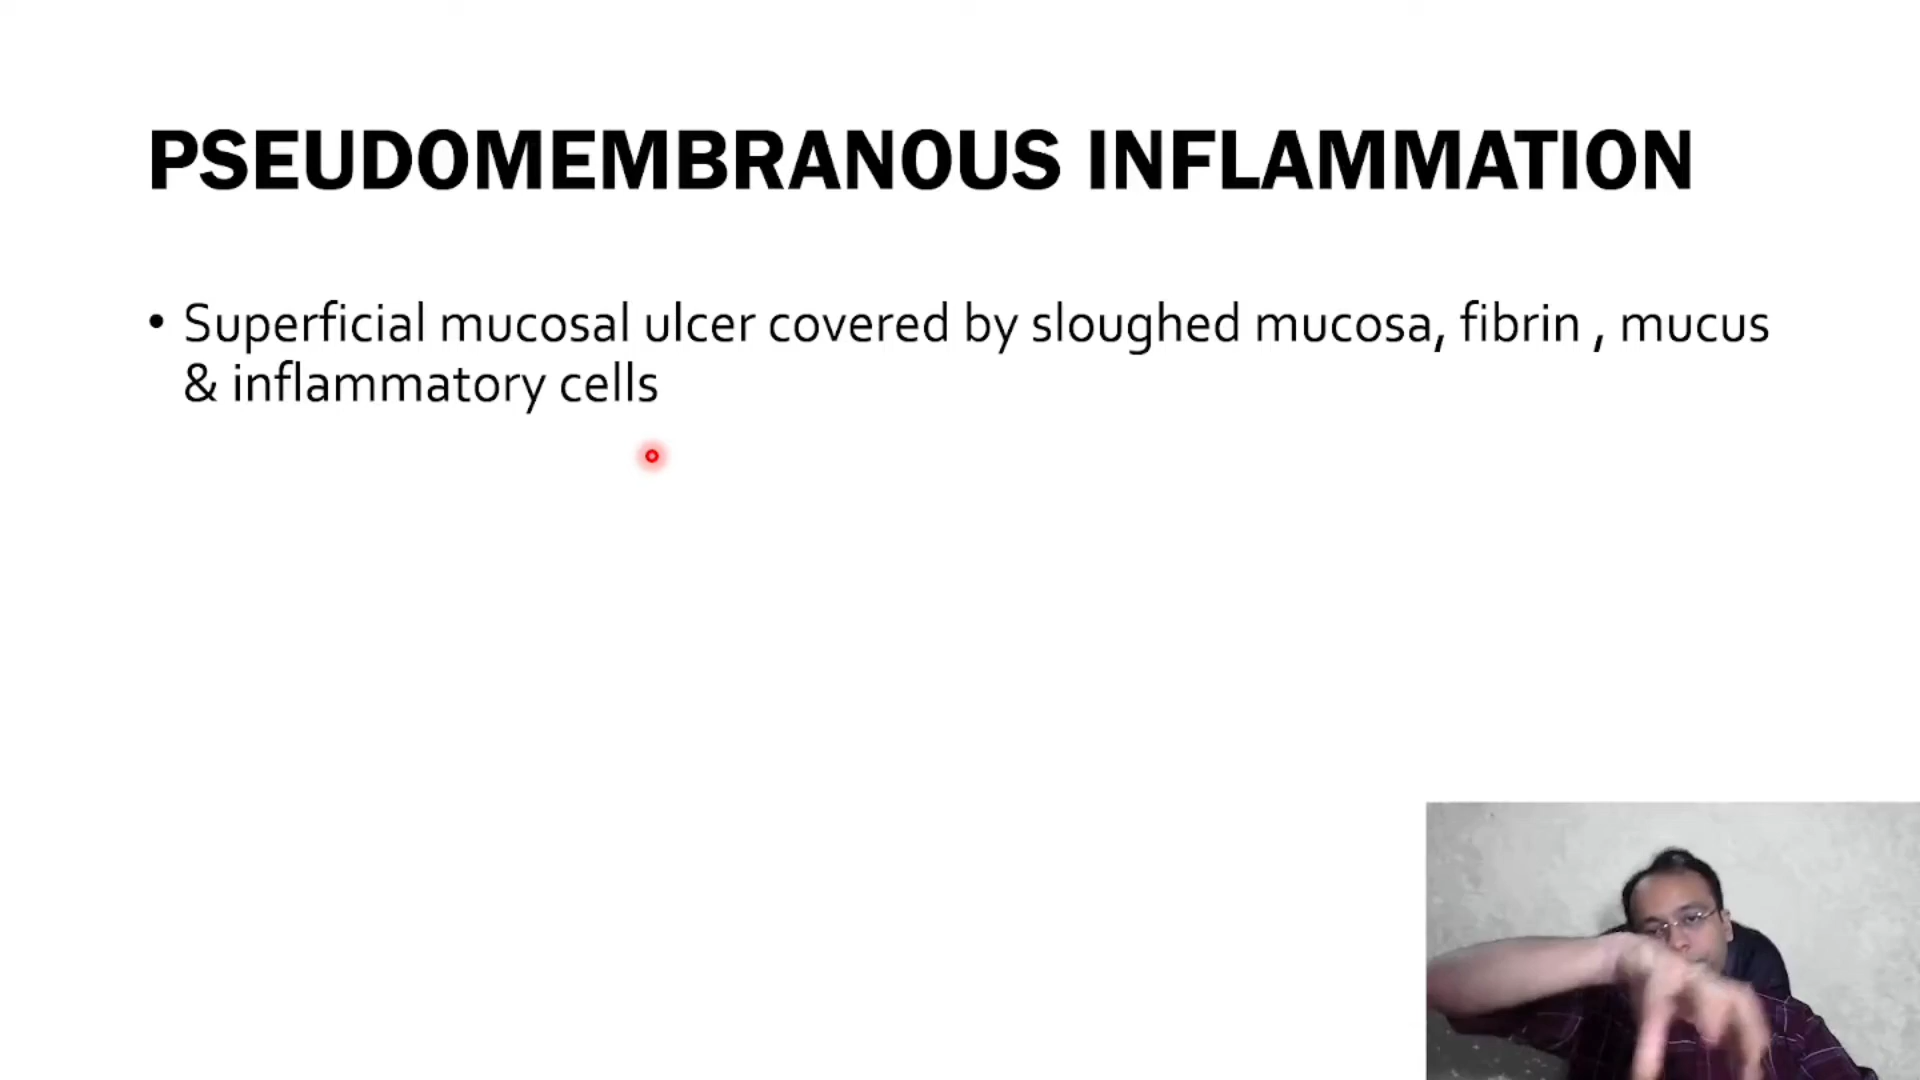 PSEUDOMEMBRANOUS INFLAMMATION
• Superficial mucosal ulcer covered by sloughed mucosa, fibrin , mucus
& inflammatory cells